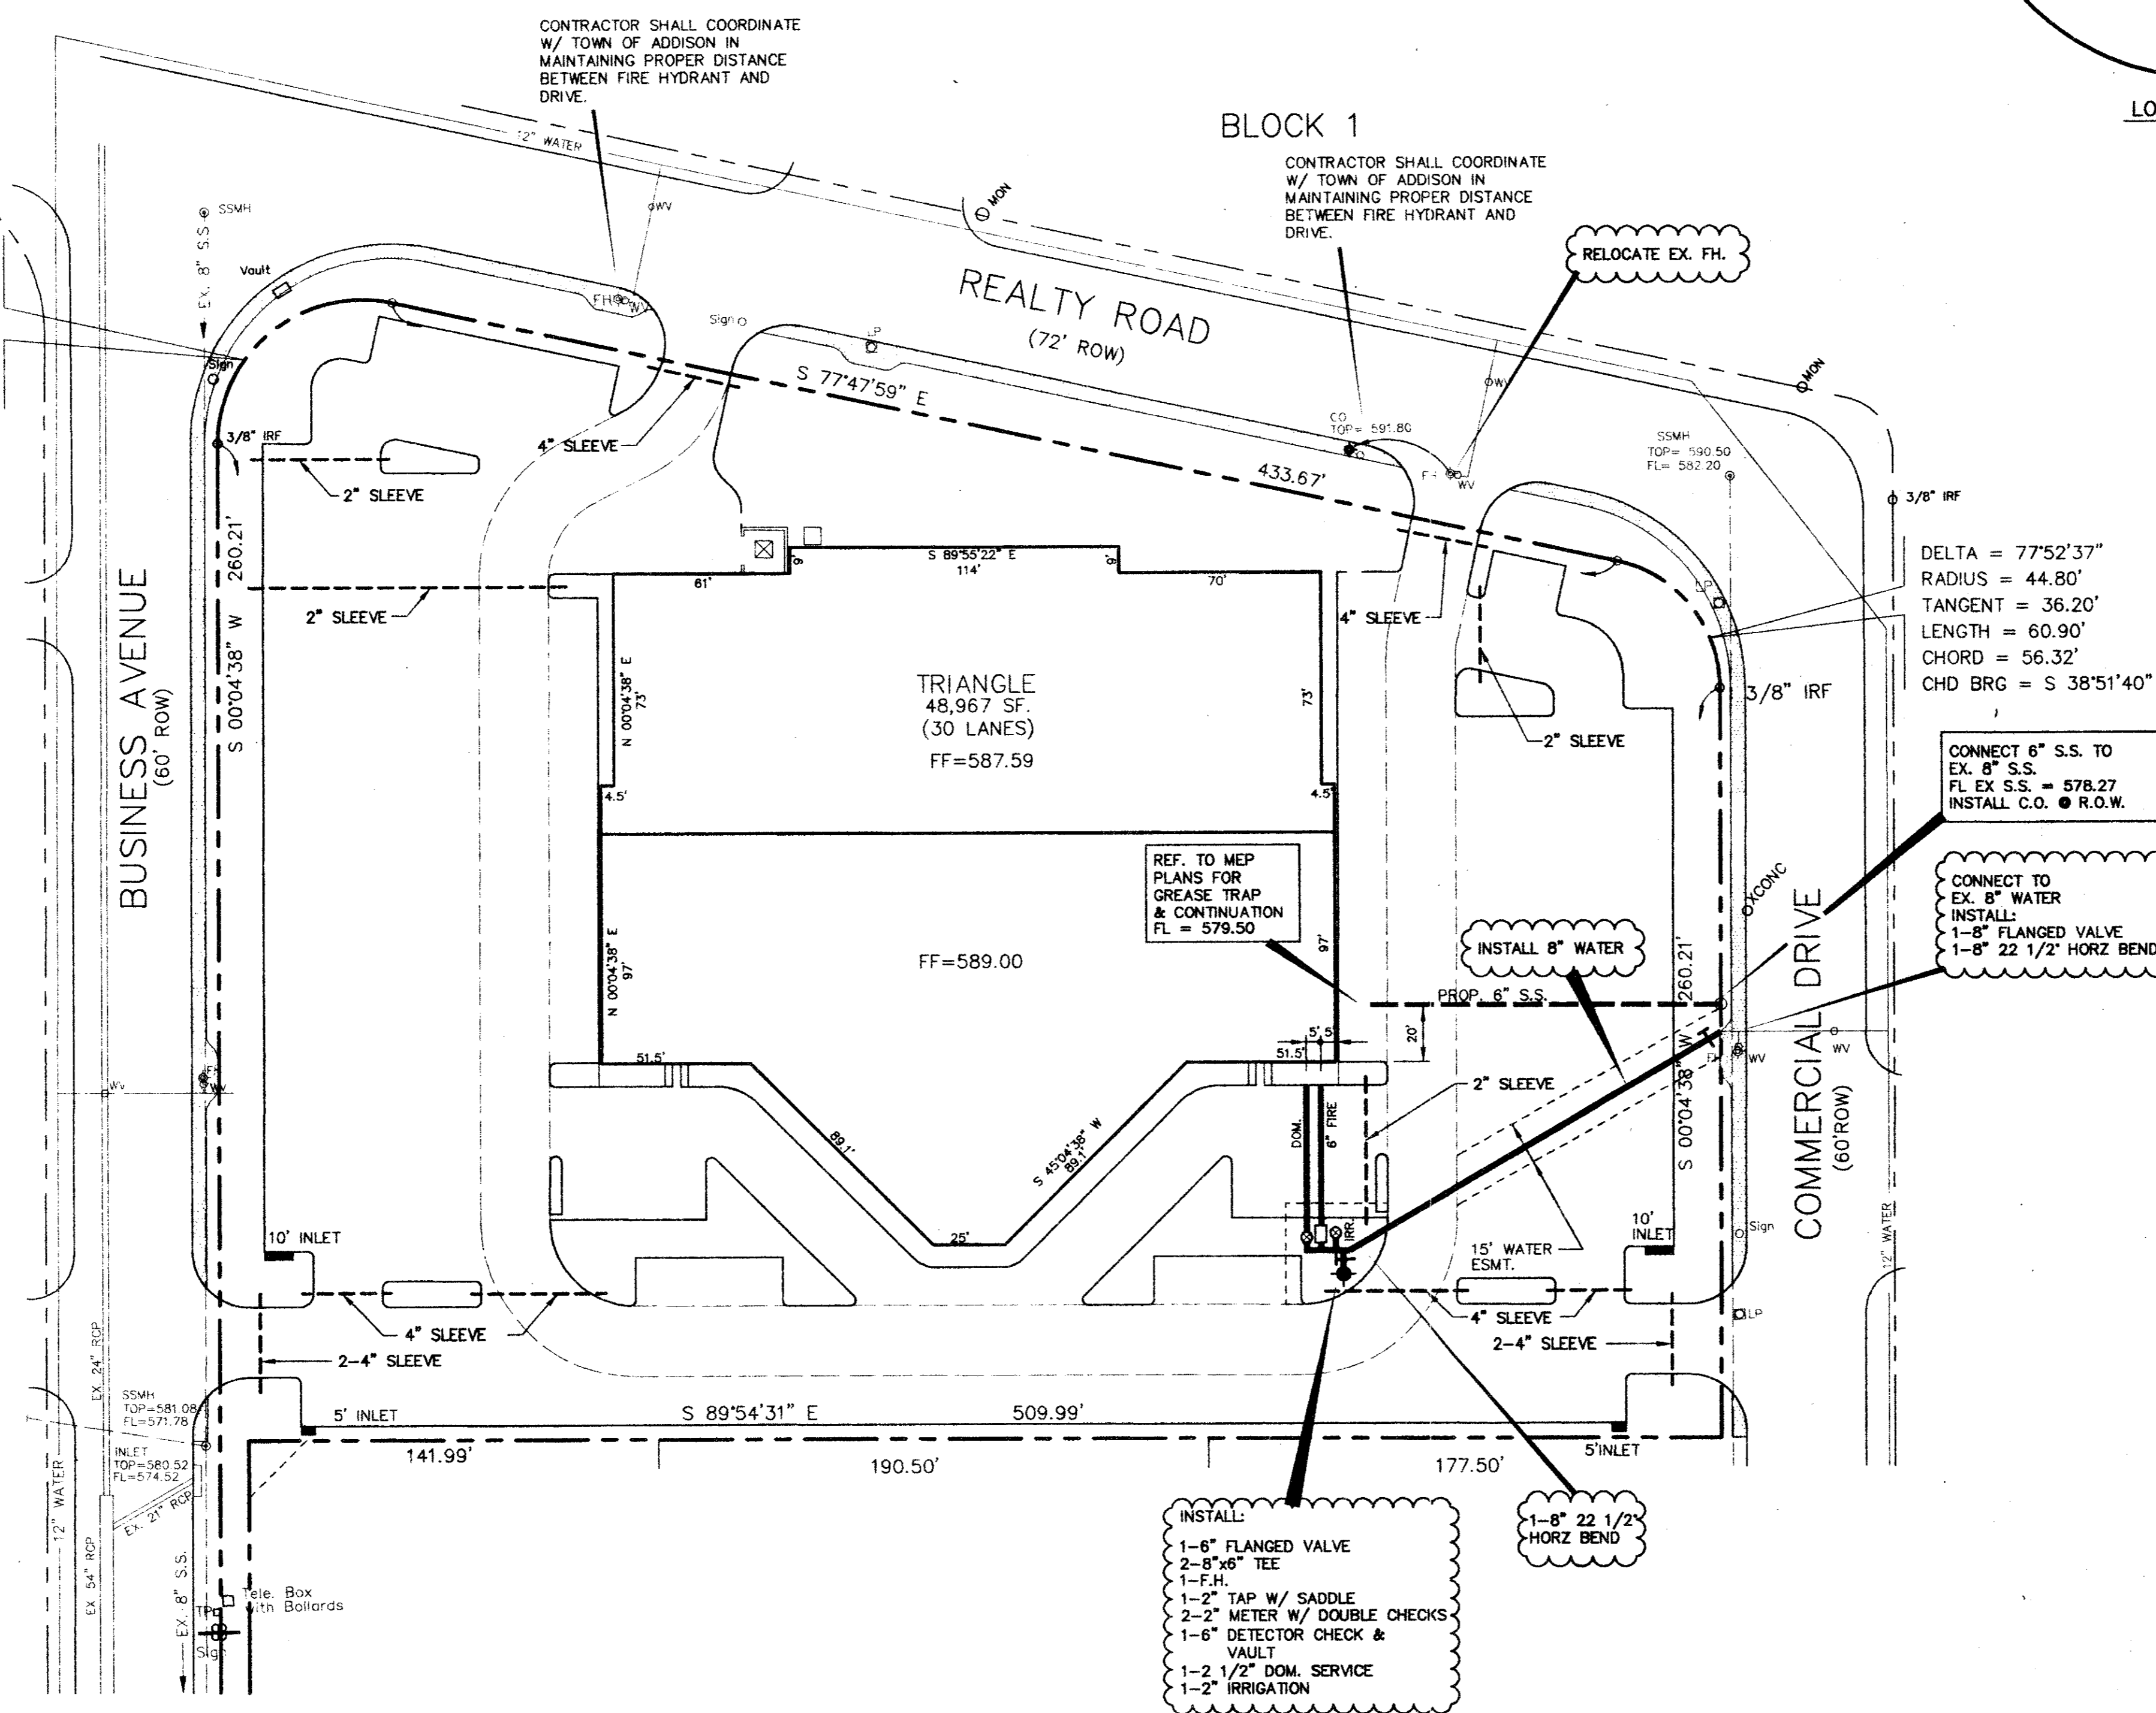 CONTRACTOR SHALL COORDINATE
W/ TOWN OF ADDISON IN
MAINTAINING PROPER DISTANCE
BETWEEN FIRE HYDRANT AND
DRIVE.
LO
BLOCK 1
CONTRACTOR SHALL COORDINATE
W/ TOWN OF ADDISON IN
MAINTAINING PROPER DISTANCE
BETWEEN FIRE HYDRANT AND
DRIVE.
RELOCATE EX. FH.
12" WATER
WV
MON
SSMH
EX. 8" S.S
Vault
FH
WV
Sign
LP
REALTY ROAD
(72' ROW)
S 77°47'59" E
433.67'
WV
MON
Sign
3/8" IRF
2" SLEEVE
4" SLEEVE
CO
TOP= 591.80
FH
WV
SSMH
TOP= 590.50
FL= 582.20
3/8" IRF
DELTA = 77°52'37"
RADIUS = 44.80'
TANGENT = 36.20'
LENGTH = 60.90'
CHORD = 56.32'
CHD BRG = S 38°51'40"
BUSINESS AVENUE
(60' ROW)
S 00°04'38" W
260.21'
2" SLEEVE
61'
9'
S 89°55'22" E
114'
9'
70'
4" SLEEVE
LP
3/8" IRF
2" SLEEVE
N 00°04'38" E
73'
TRIANGLE
48,967 SF.
(30 LANES)
FF=587.59
73'
4.5'
4.5'
CONNECT 6" S.S. TO
EX. 8" S.S.
FL EX S.S. = 578.27
INSTALL C.O. @ R.O.W.
CONNECT TO
EX. 8" WATER
INSTALL:
1-8" FLANGED VALVE
1-8" 22 1/2° HORZ BEND
REF. TO MEP
PLANS FOR
GREASE TRAP
& CONTINUATION
FL = 579.50
INSTALL 8" WATER
XCONC
COMMERCIAL DRIVE
(60'ROW)
N 00°04'38" E
97'
FF=589.00
97'
PROP. 6" S.S.
260.21'
S 00°04'38" W
20'
5'
5'
51.5'
51.5'
FH
WV
WV
FH
WV
WV
2" SLEEVE
DOM.
6" FIRE
IRR.
89.1'
S 45°04'38" W
89.1'
25'
15' WATER
ESMT.
10'
INLET
Sign
12" WATER
10' INLET
4" SLEEVE
2-4" SLEEVE
4" SLEEVE
2-4" SLEEVE
LP
EX. 24" RCP
SSMH
TOP=581.08
FL=571.78
INLET
TOP=580.52
FL=574.52
5' INLET
S 89°54'31" E
509.99'
5'INLET
141.99'
190.50'
177.50'
12" WATER
EX. 21" RCP
EX 54" RCP
EX. 8" S.S.
Tele. Box
with Bollards
TP
Sign
INSTALL:
1-6" FLANGED VALVE
2-8"x6" TEE
1-F.H.
1-2" TAP W/ SADDLE
2-2" METER W/ DOUBLE CHECKS
1-6" DETECTOR CHECK &
VAULT
1-2 1/2" DOM. SERVICE
1-2" IRRIGATION
1-8" 22 1/2°
HORZ BEND